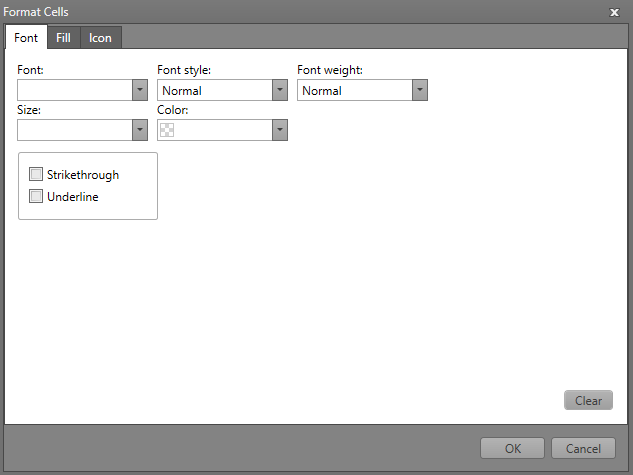 Format Cells
Font Fill Icon
Font: Font style: Font weight:
Normal Normal
Size: Color:
Strikethrough
Underline
Clear
OK Cancel